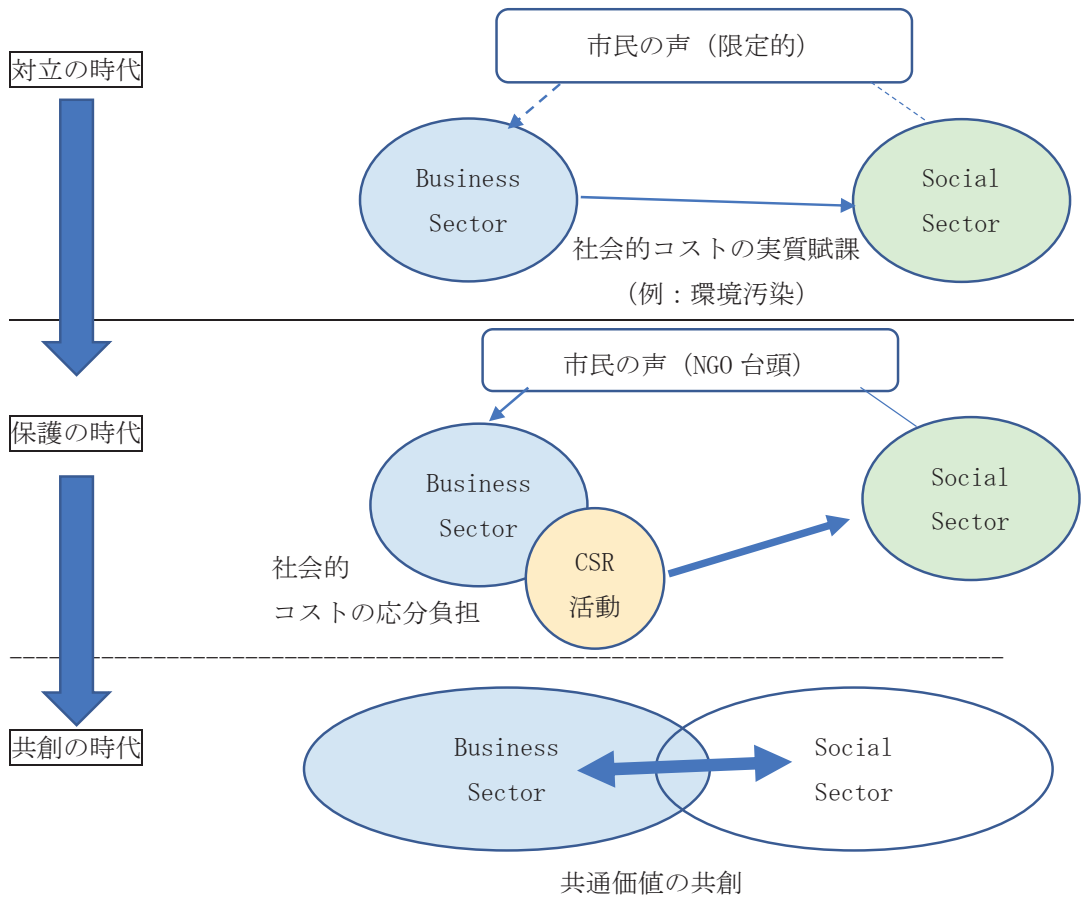 市民の声（限定的）
対立の時代
Business
Sector
Social
Sector
社会的コストの実質賦課
（例：環境汚染）
市民の声（NGO 台頭）
保護の時代
Business
Sector
Social
Sector
CSR
活動
社会的
コストの応分負担
共創の時代
Business
Sector
Social
Sector
共通価値の共創